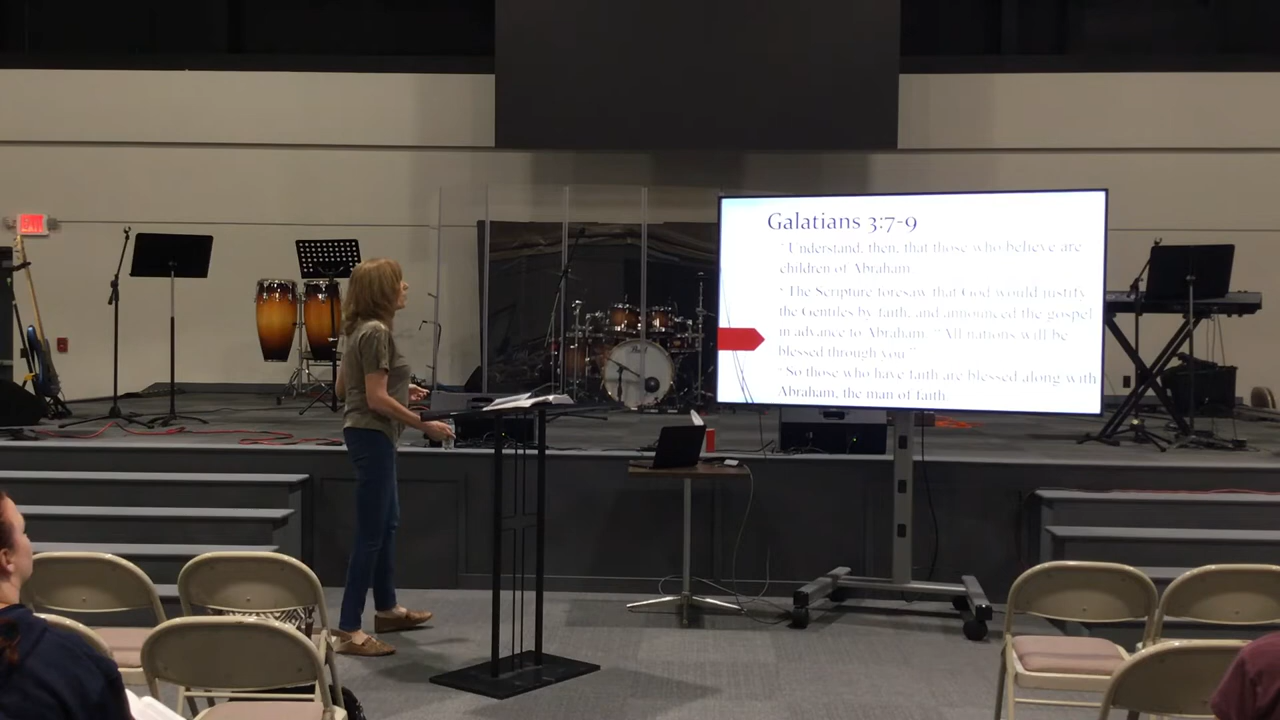 EXIT
Galatians 3:7-9
"Understand, then, that those who believe are
children of Abraham.
" The Scripture foresaw that God would justify
the Gentiles by faith, and announced the gospel
in advance to Abraham: "All nations will be
blessed through you."
"So those who have faith are blessed along with
Abraham, the man of faith.
Pearl